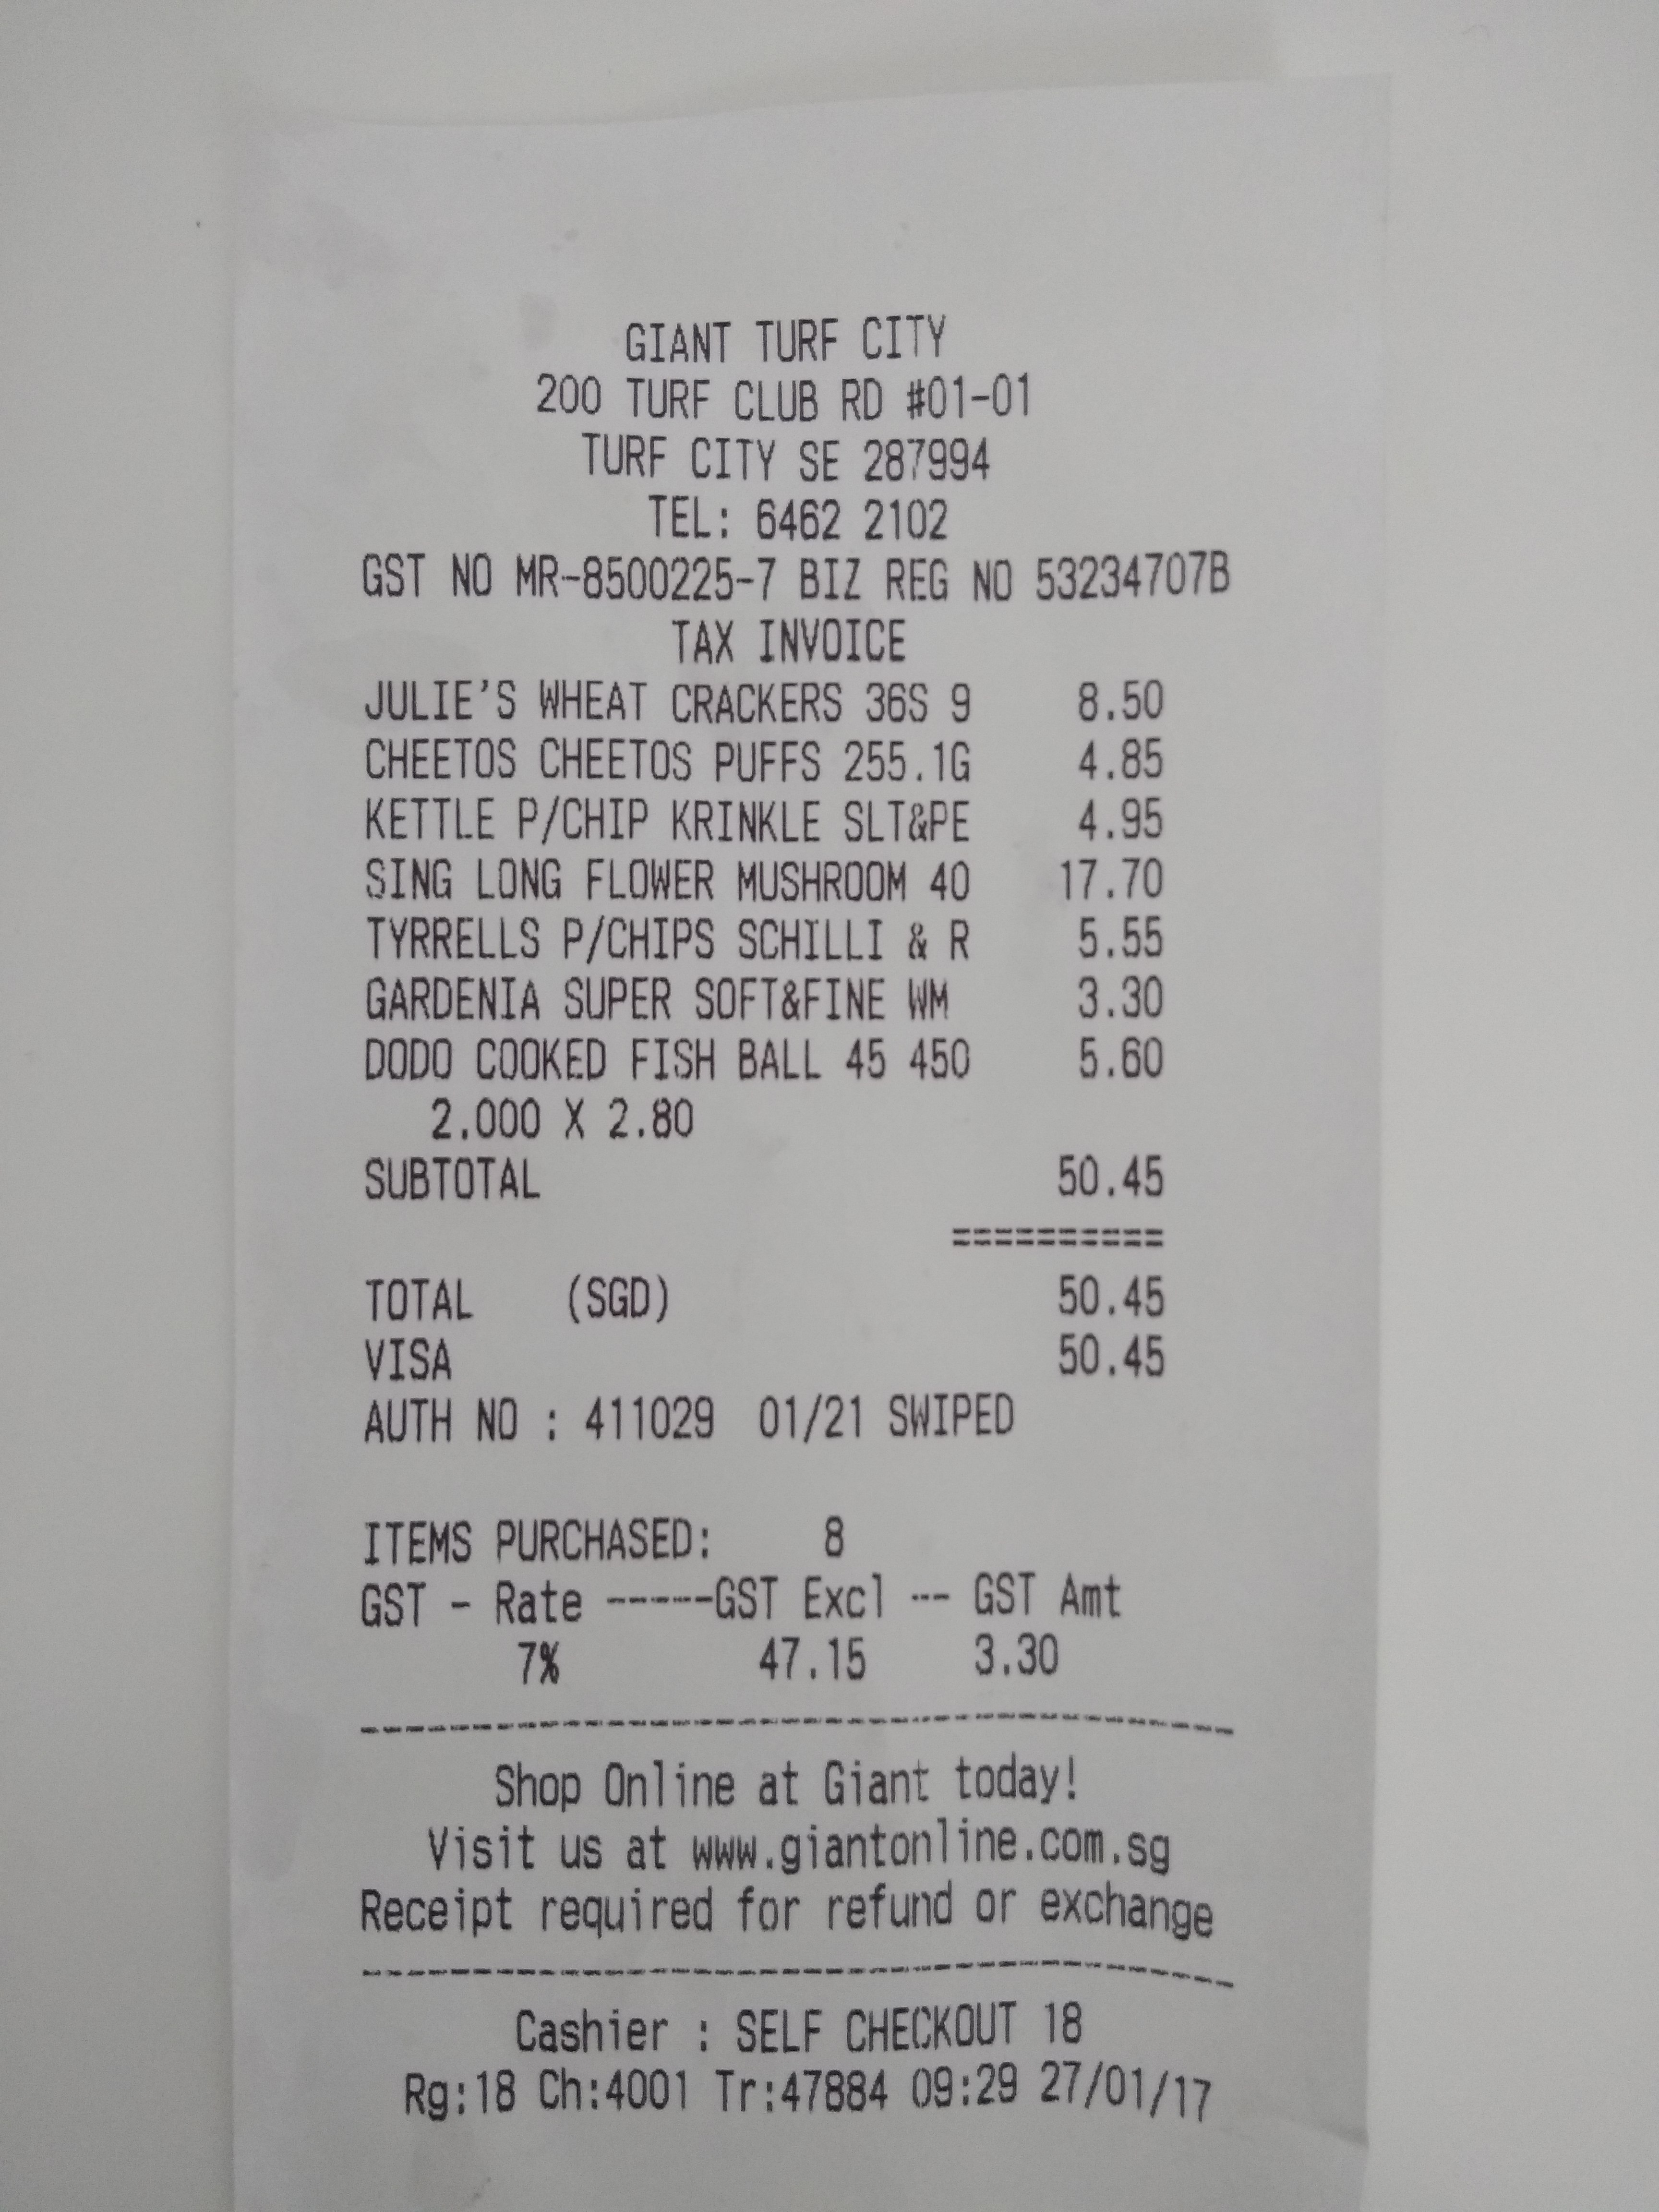 GIANT TURF CITY
200 TURF CLUB RD #01-01
TURF CITY SE 287994
TEL: 6462 2102
GST NO MR-8500225-7 BIZ REG NO 53234707B
TAX INVOICE
JULIE'S WHEAT CRACKERS 36S 9 8.50
CHEETOS CHEETOS PUFFS 255.1G 4.85
KETTLE P/CHIP KRINKLE SLT&PE 4.95
SING LONG FLOWER MUSHROOM 40 17.70
TYRRELLS P/CHIPS SCHILLI & R 5.55
GARDENIA SUPER SOFT&FINE WM 3.30
DODO COOKED FISH BALL 45 450 5.60
2.000 X 2.80
SUBTOTAL 50.45
==========
TOTAL (SGD) 50.45
VISA 50.45
AUTH NO : 411029 01/21 SWIPED
ITEMS PURCHASED: 8
GST - Rate -----GST Excl -- GST Amt
7% 47.15 3.30
----------------------------------------
Shop Online at Giant today!
Visit us at www.giantonline.com.sg
Receipt required for refund or exchange
----------------------------------------
Cashier : SELF CHECKOUT 18
Rg:18 Ch:4001 Tr:47884 09:29 27/01/17